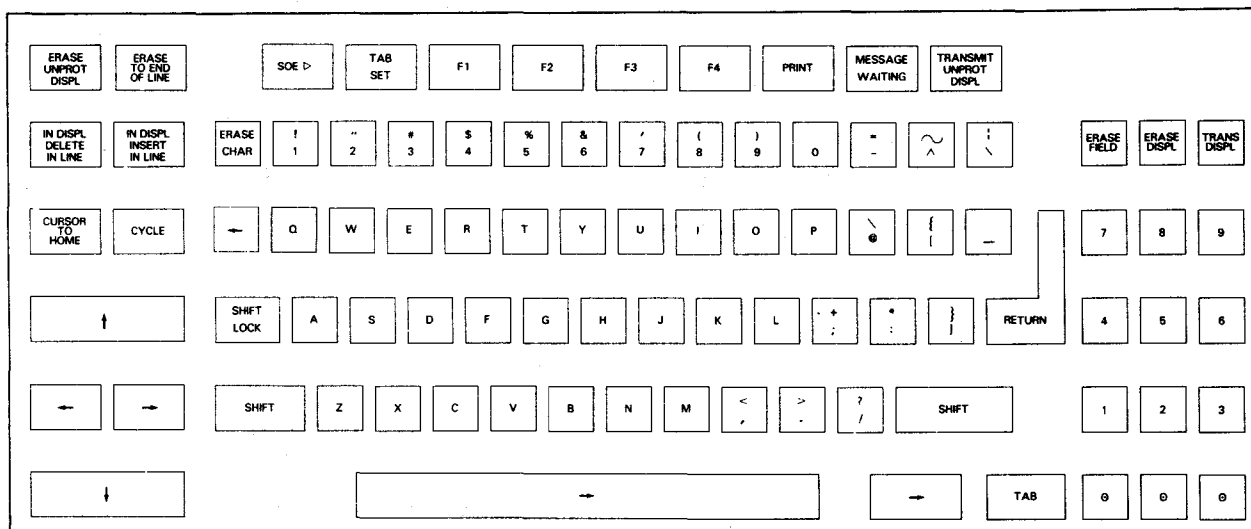 ERASE UNPROT DISPL
ERASE TO END OF LINE
SOE ▷
TAB SET
F1
F2
F3
F4
PRINT
MESSAGE WAITING
TRANSMIT UNPROT DISPL
IN DISPL DELETE IN LINE
IN DISPL INSERT IN LINE
ERASE CHAR
! 1
" 2
# 3
$ 4
% 5
& 6
' 7
( 8
) 9
0
= -
~ ^
¦ \
ERASE FIELD
ERASE DISPL
TRANS DISPL
CURSOR TO HOME
CYCLE
←
Q
W
E
R
T
Y
U
I
O
P
\ @
{ [
_
7
8
9
↑
SHIFT LOCK
A
S
D
F
G
H
J
K
L
+ ;
* :
} ]
RETURN
4
5
6
←
→
SHIFT
Z
X
C
V
B
N
M
< ,
> .
? /
SHIFT
1
2
3
↓
→
→
TAB